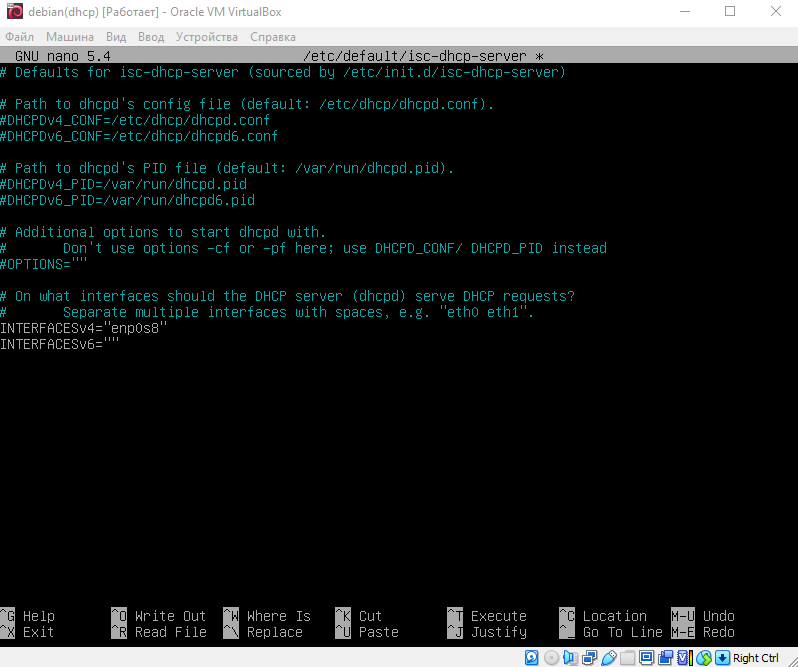 debian(dhcp) [Работает] - Oracle VM VirtualBox
Файл Машина Вид Ввод Устройства Справка
GNU nano 5.4 /etc/default/isc-dhcp-server *
# Defaults for isc-dhcp-server (sourced by /etc/init.d/isc-dhcp-server)
# Path to dhcpd's config file (default: /etc/dhcp/dhcpd.conf).
#DHCPDv4_CONF=/etc/dhcp/dhcpd.conf
#DHCPDv6_CONF=/etc/dhcp/dhcpd6.conf
# Path to dhcpd's PID file (default: /var/run/dhcpd.pid).
#DHCPDv4_PID=/var/run/dhcpd.pid
#DHCPDv6_PID=/var/run/dhcpd6.pid
# Additional options to start dhcpd with.
#       Don't use options -cf or -pf here; use DHCPD_CONF/ DHCPD_PID instead
#OPTIONS=""
# On what interfaces should the DHCP server (dhcpd) serve DHCP requests?
#       Separate multiple interfaces with spaces, e.g. "eth0 eth1".
INTERFACESv4="enp0s8"
INTERFACESv6=""
^G Help ^O Write Out ^W Where Is ^K Cut ^T Execute ^C Location M-U Undo
^X Exit ^R Read File ^\ Replace ^U Paste ^J Justify ^_ Go To Line M-E Redo
Right Ctrl